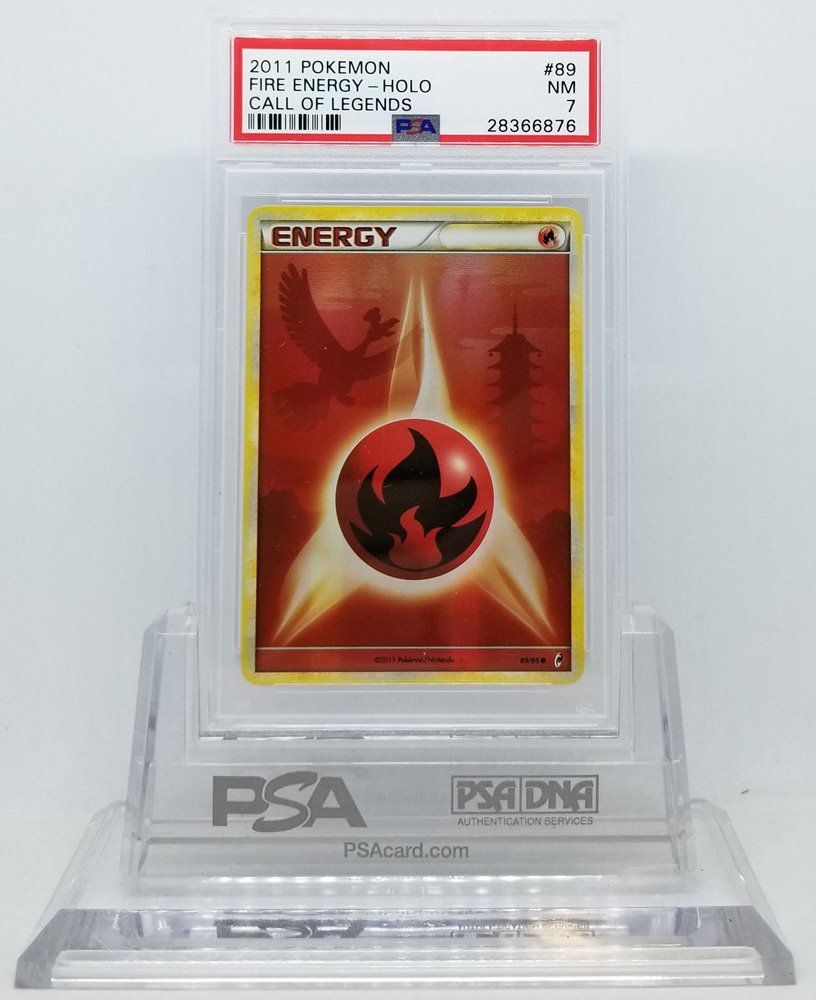 2011 POKEMON #89
FIRE ENERGY - HOLO NM
CALL OF LEGENDS 7
PSA 28366876
ENERGY
©2011 Pokémon/Nintendo 89/95
PSA PSA DNA
AUTHENTICATION SERVICES
PSAcard.com